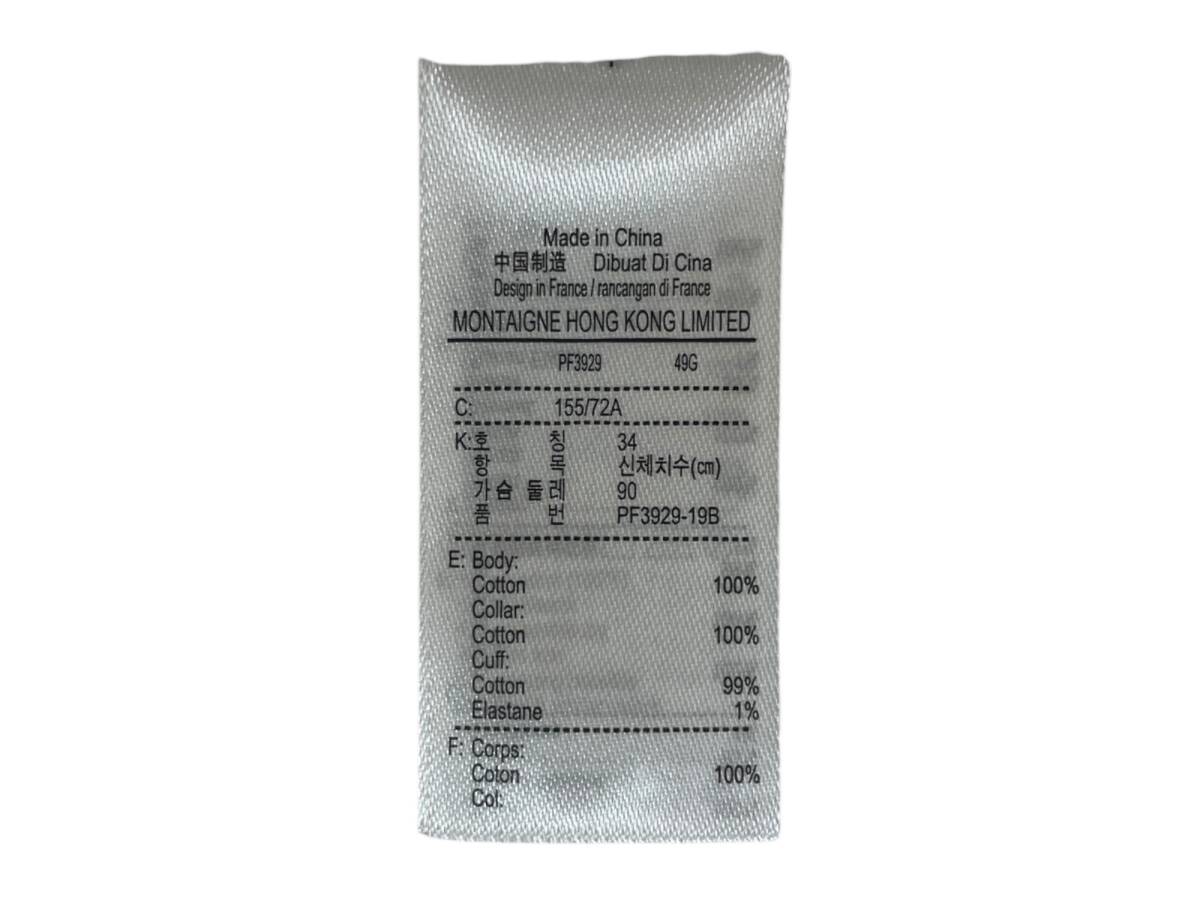 Made in China
中国制造 Dibuat Di Cina
Design in France / rancangan di France
MONTAIGNE HONG KONG LIMITED
PF3929 49G
C: 155/72A
K: 호 칭 34
항 목 신체치수(㎝)
가슴 둘레 90
품 번 PF3929-19B
E: Body:
Cotton 100%
Collar:
Cotton 100%
Cuff:
Cotton 99%
Elastane 1%
F: Corps:
Coton 100%
Col: